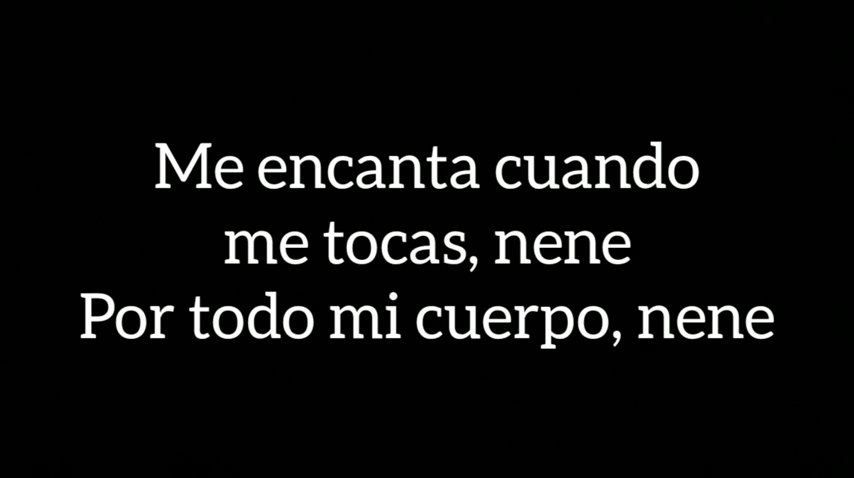 Me encanta cuando
me tocas, nene
Por todo mi cuerpo, nene